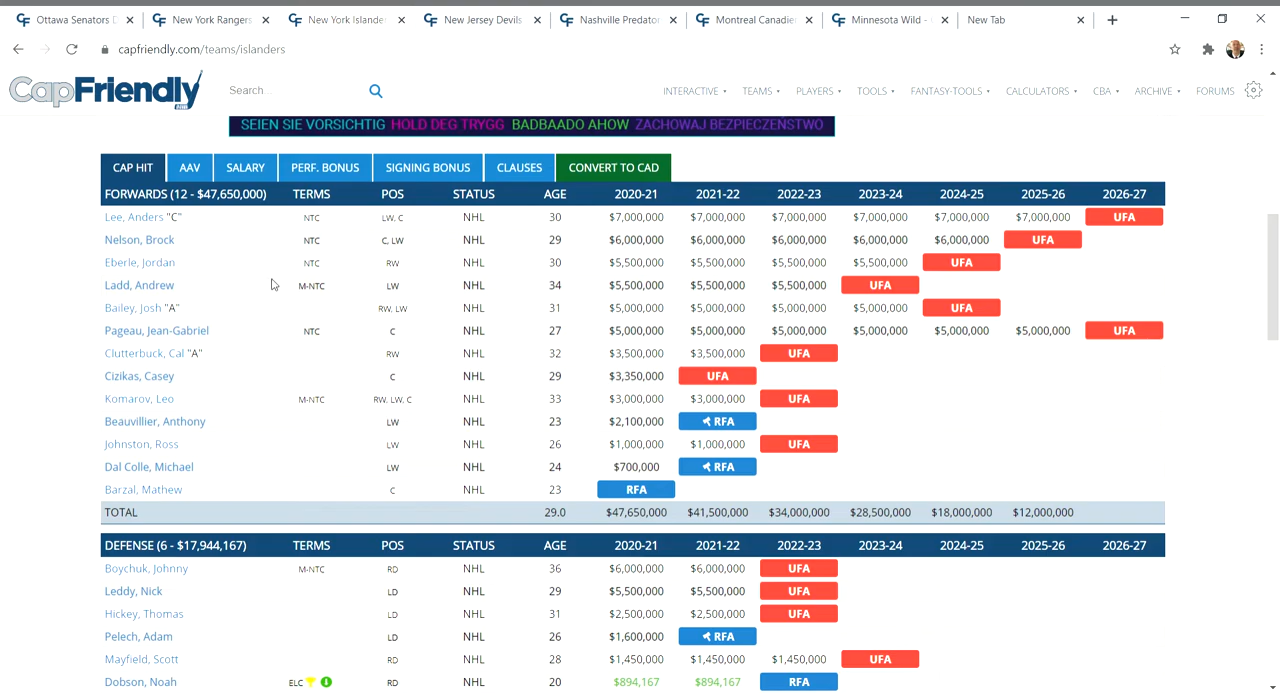 Ottawa Senators D New York Rangers New York Islande New Jersey Devils Nashville Predator Montreal Canadie Minnesota Wild - New Tab
capfriendly.com/teams/islanders
CapFriendly Search... INTERACTIVE TEAMS PLAYERS TOOLS FANTASY-TOOLS CALCULATORS CBA ARCHIVE FORUMS
SEIEN SIE VORSICHTIG HOLD DEG TRYGG BADBAADO AHOW ZACHOWAJ BEZPIECZENSTWO
CAP HIT AAV SALARY PERF. BONUS SIGNING BONUS CLAUSES CONVERT TO CAD
FORWARDS (12 - $47,650,000) TERMS POS STATUS AGE 2020-21 2021-22 2022-23 2023-24 2024-25 2025-26 2026-27
Lee, Anders "C" NTC LW, C NHL 30 $7,000,000 $7,000,000 $7,000,000 $7,000,000 $7,000,000 $7,000,000 UFA
Nelson, Brock NTC C, LW NHL 29 $6,000,000 $6,000,000 $6,000,000 $6,000,000 $6,000,000 UFA
Eberle, Jordan NTC RW NHL 30 $5,500,000 $5,500,000 $5,500,000 $5,500,000 UFA
Ladd, Andrew M-NTC LW NHL 34 $5,500,000 $5,500,000 $5,500,000 UFA
Bailey, Josh "A" RW, LW NHL 31 $5,000,000 $5,000,000 $5,000,000 $5,000,000 UFA
Pageau, Jean-Gabriel NTC C NHL 27 $5,000,000 $5,000,000 $5,000,000 $5,000,000 $5,000,000 $5,000,000 UFA
Clutterbuck, Cal "A" RW NHL 32 $3,500,000 $3,500,000 UFA
Cizikas, Casey C NHL 29 $3,350,000 UFA
Komarov, Leo M-NTC RW, LW, C NHL 33 $3,000,000 $3,000,000 UFA
Beauvillier, Anthony LW NHL 23 $2,100,000 RFA
Johnston, Ross LW NHL 26 $1,000,000 $1,000,000 UFA
Dal Colle, Michael LW NHL 24 $700,000 RFA
Barzal, Mathew C NHL 23 RFA
TOTAL 29.0 $47,650,000 $41,500,000 $34,000,000 $28,500,000 $18,000,000 $12,000,000
DEFENSE (6 - $17,944,167) TERMS POS STATUS AGE 2020-21 2021-22 2022-23 2023-24 2024-25 2025-26 2026-27
Boychuk, Johnny M-NTC RD NHL 36 $6,000,000 $6,000,000 UFA
Leddy, Nick LD NHL 29 $5,500,000 $5,500,000 UFA
Hickey, Thomas LD NHL 31 $2,500,000 $2,500,000 UFA
Pelech, Adam LD NHL 26 $1,600,000 RFA
Mayfield, Scott RD NHL 28 $1,450,000 $1,450,000 $1,450,000 UFA
Dobson, Noah ELC RD NHL 20 $894,167 $894,167 RFA